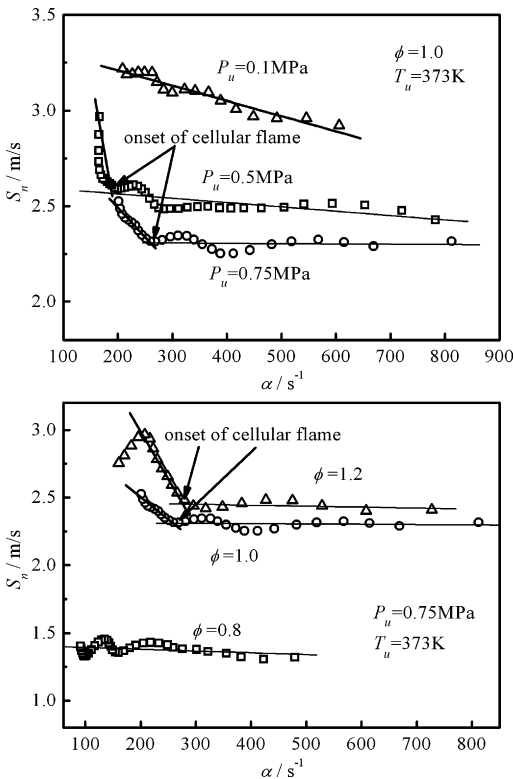 3.5
3.0
2.5
2.0
S_n / m/s
P_u=0.1MPa
ϕ=1.0
T_u=373K
onset of cellular flame
P_u=0.5MPa
P_u=0.75MPa
100 200 300 400 500 600 700 800 900
α / s⁻¹
3.0
2.5
2.0
1.5
1.0
S_n / m/s
onset of cellular flame
ϕ=1.2
ϕ=1.0
ϕ=0.8
P_u=0.75MPa
T_u=373K
100 200 300 400 500 600 700 800
α / s⁻¹